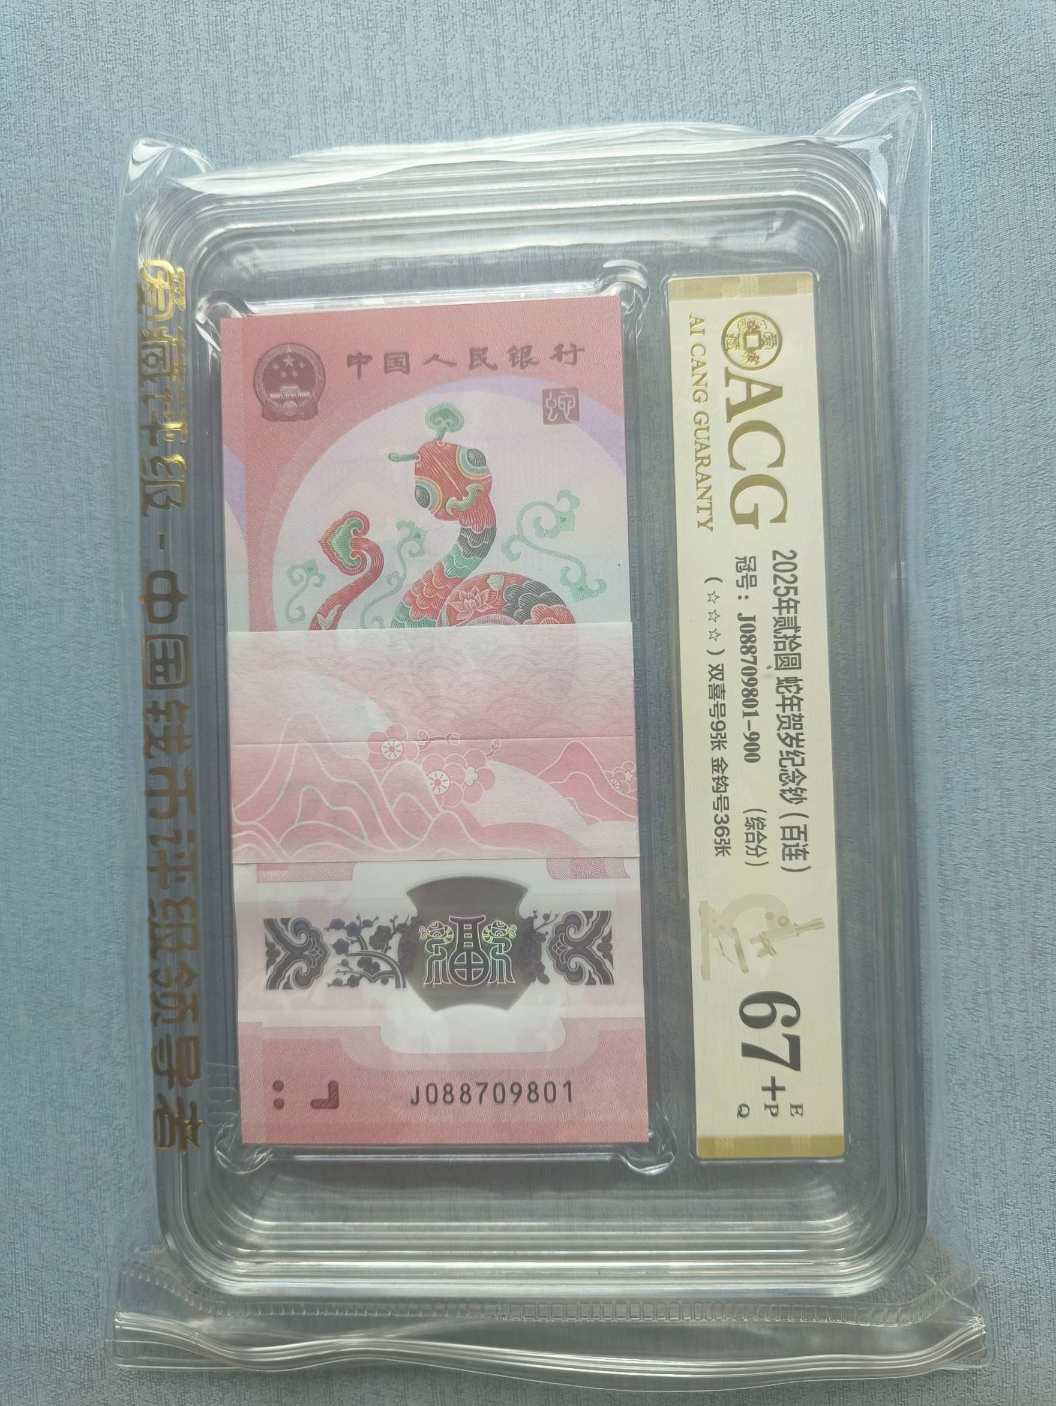 中国人民银行
J088709801
ACG
AI CANG GUARANTY
2025年贰拾圆 蛇年贺岁纪念钞（百连）
冠号：J088709801-900 （综合分）
（☆☆☆）双喜号9张 金钩号36张
67+
E
P
Q
爱藏评级-中国钱币评级领导者